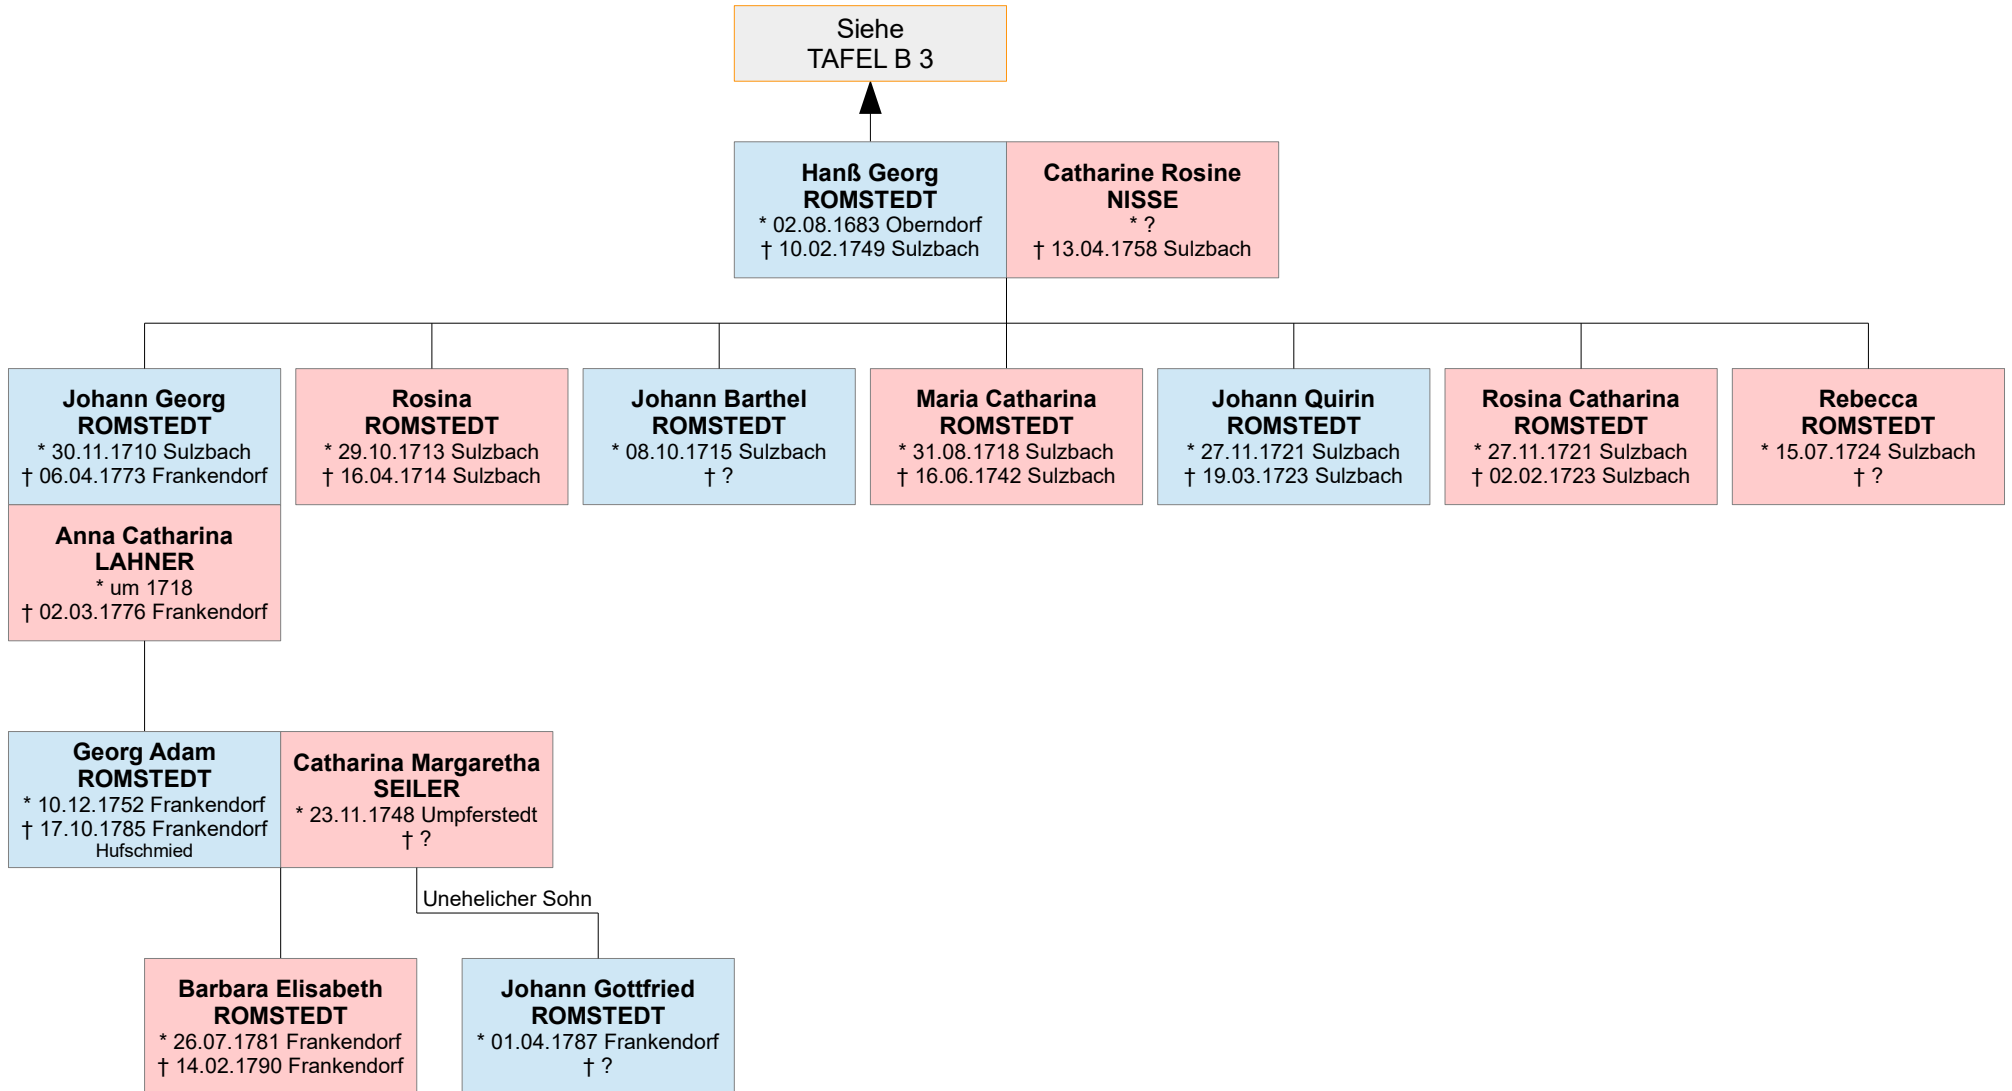 Siehe
TAFEL B 3
Hanß Georg
ROMSTEDT
* 02.08.1683 Oberndorf
† 10.02.1749 Sulzbach
Catharine Rosine
NISSE
* ?
† 13.04.1758 Sulzbach
Johann Georg
ROMSTEDT
* 30.11.1710 Sulzbach
† 06.04.1773 Frankendorf
Rosina
ROMSTEDT
* 29.10.1713 Sulzbach
† 16.04.1714 Sulzbach
Johann Barthel
ROMSTEDT
* 08.10.1715 Sulzbach
† ?
Maria Catharina
ROMSTEDT
* 31.08.1718 Sulzbach
† 16.06.1742 Sulzbach
Johann Quirin
ROMSTEDT
* 27.11.1721 Sulzbach
† 19.03.1723 Sulzbach
Rosina Catharina
ROMSTEDT
* 27.11.1721 Sulzbach
† 02.02.1723 Sulzbach
Rebecca
ROMSTEDT
* 15.07.1724 Sulzbach
† ?
Anna Catharina
LAHNER
* um 1718
† 02.03.1776 Frankendorf
Georg Adam
ROMSTEDT
* 10.12.1752 Frankendorf
† 17.10.1785 Frankendorf
Hufschmied
Catharina Margaretha
SEILER
* 23.11.1748 Umpferstedt
† ?
Unehelicher Sohn
Barbara Elisabeth
ROMSTEDT
* 26.07.1781 Frankendorf
† 14.02.1790 Frankendorf
Johann Gottfried
ROMSTEDT
* 01.04.1787 Frankendorf
† ?